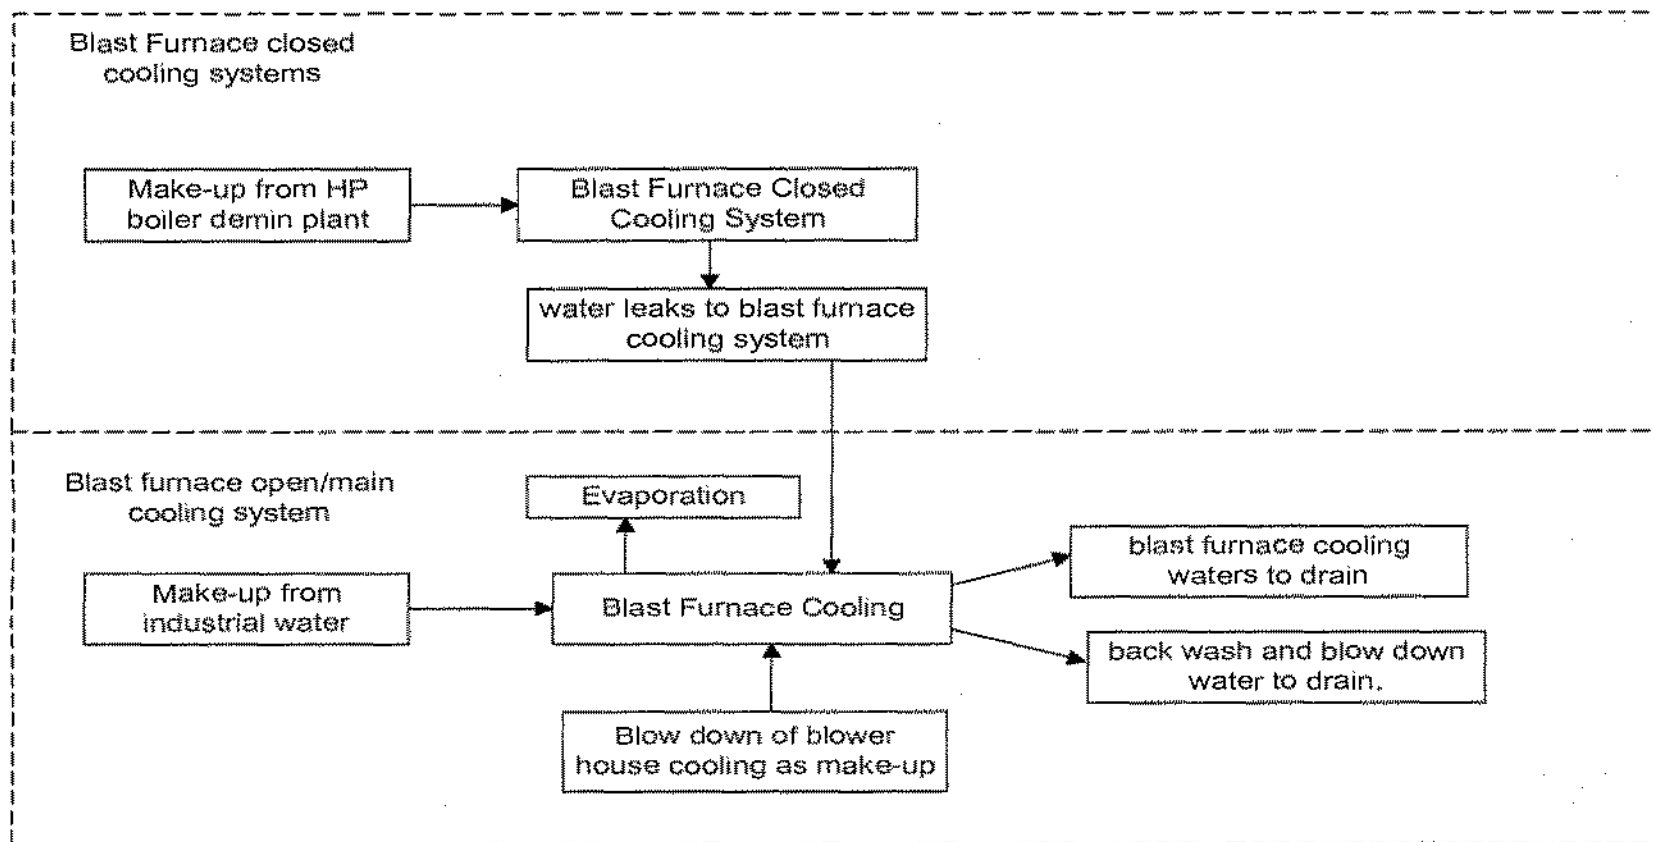 Blast Furnace closed
cooling systems
Make-up from HP
boiler demin plant
Blast Furnace Closed
Cooling System
water leaks to blast furnace
cooling system
Blast furnace open/main
cooling system
Evaporation
Make-up from
industrial water
Blast Furnace Cooling
blast furnace cooling
waters to drain
back wash and blow down
water to drain.
Blow down of blower
house cooling as make-up